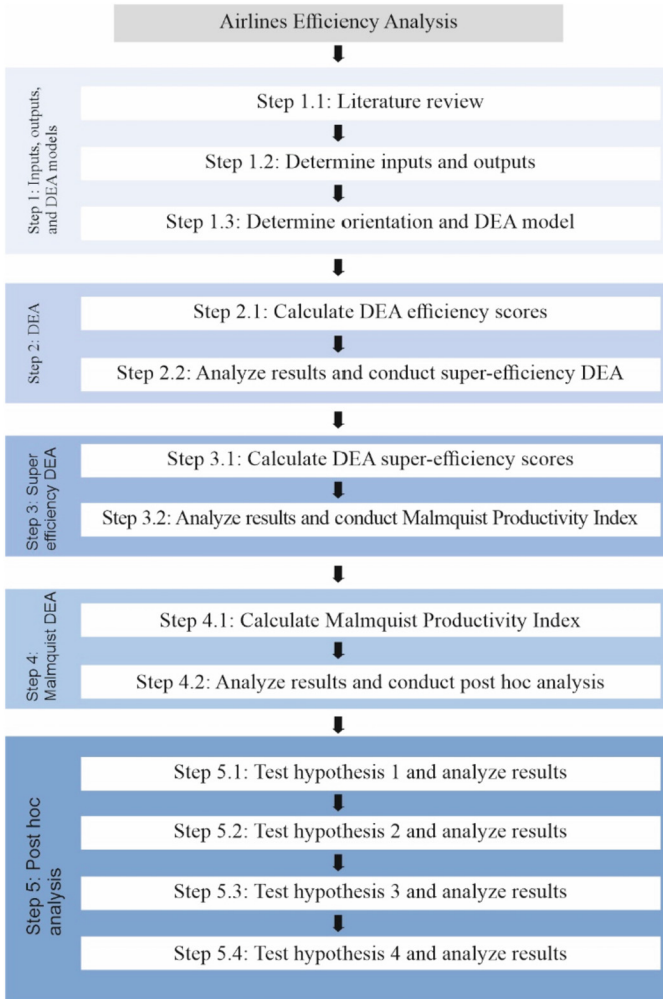 Airlines Efficiency Analysis
Step 1: Inputs, outputs,
and DEA models
Step 1.1: Literature review
Step 1.2: Determine inputs and outputs
Step 1.3: Determine orientation and DEA model
Step 2: DEA
Step 2.1: Calculate DEA efficiency scores
Step 2.2: Analyze results and conduct super-efficiency DEA
Step 3: Super
efficiency DEA
Step 3.1: Calculate DEA super-efficiency scores
Step 3.2: Analyze results and conduct Malmquist Productivity Index
Step 4:
Malmquist DEA
Step 4.1: Calculate Malmquist Productivity Index
Step 4.2: Analyze results and conduct post hoc analysis
Step 5: Post hoc
analysis
Step 5.1: Test hypothesis 1 and analyze results
Step 5.2: Test hypothesis 2 and analyze results
Step 5.3: Test hypothesis 3 and analyze results
Step 5.4: Test hypothesis 4 and analyze results